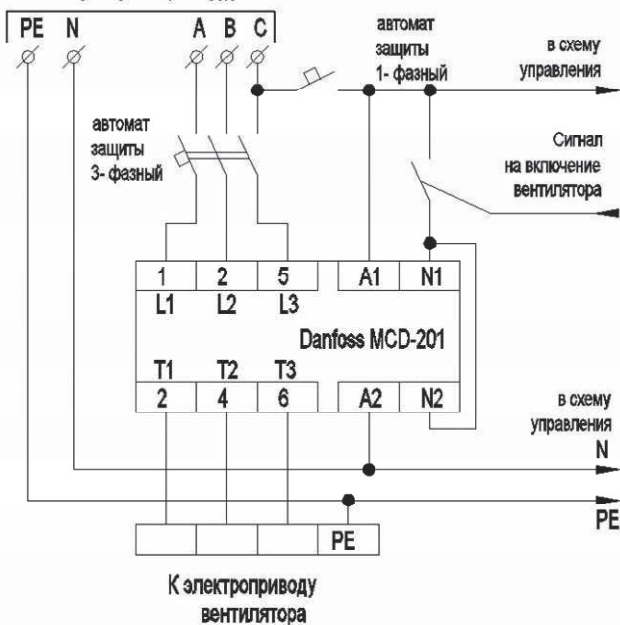 PE N A B C
автомат
защиты
1- фазный
в схему
управления
автомат
защиты
3- фазный
Сигнал
на включение
вентилятора
1 2 5 A1 N1
L1 L2 L3
Danfoss MCD-201
T1 T2 T3
2 4 6 A2 N2
в схему
управления
N
PE
PE
К электроприводу
вентилятора